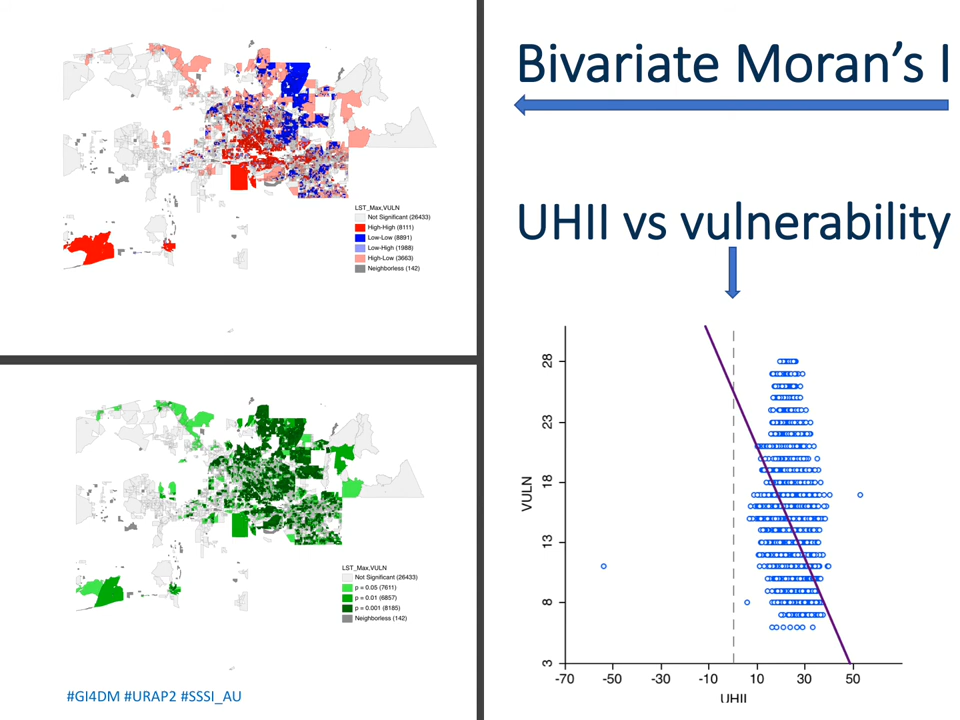 Bivariate Moran's I
UHII vs vulnerability
LST_Max,VULN
Not Significant (26433)
High-High (8111)
Low-Low (8891)
Low-High (1988)
High-Low (3663)
Neighborless (142)
LST_Max,VULN
Not Significant (26433)
p = 0.05 (7611)
p = 0.01 (6857)
p = 0.001 (8185)
Neighborless (142)
#GI4DM #URAP2 #SSSI_AU
28
23
18
13
8
3
VULN
-70 -50 -30 -10 10 30 50
UHII